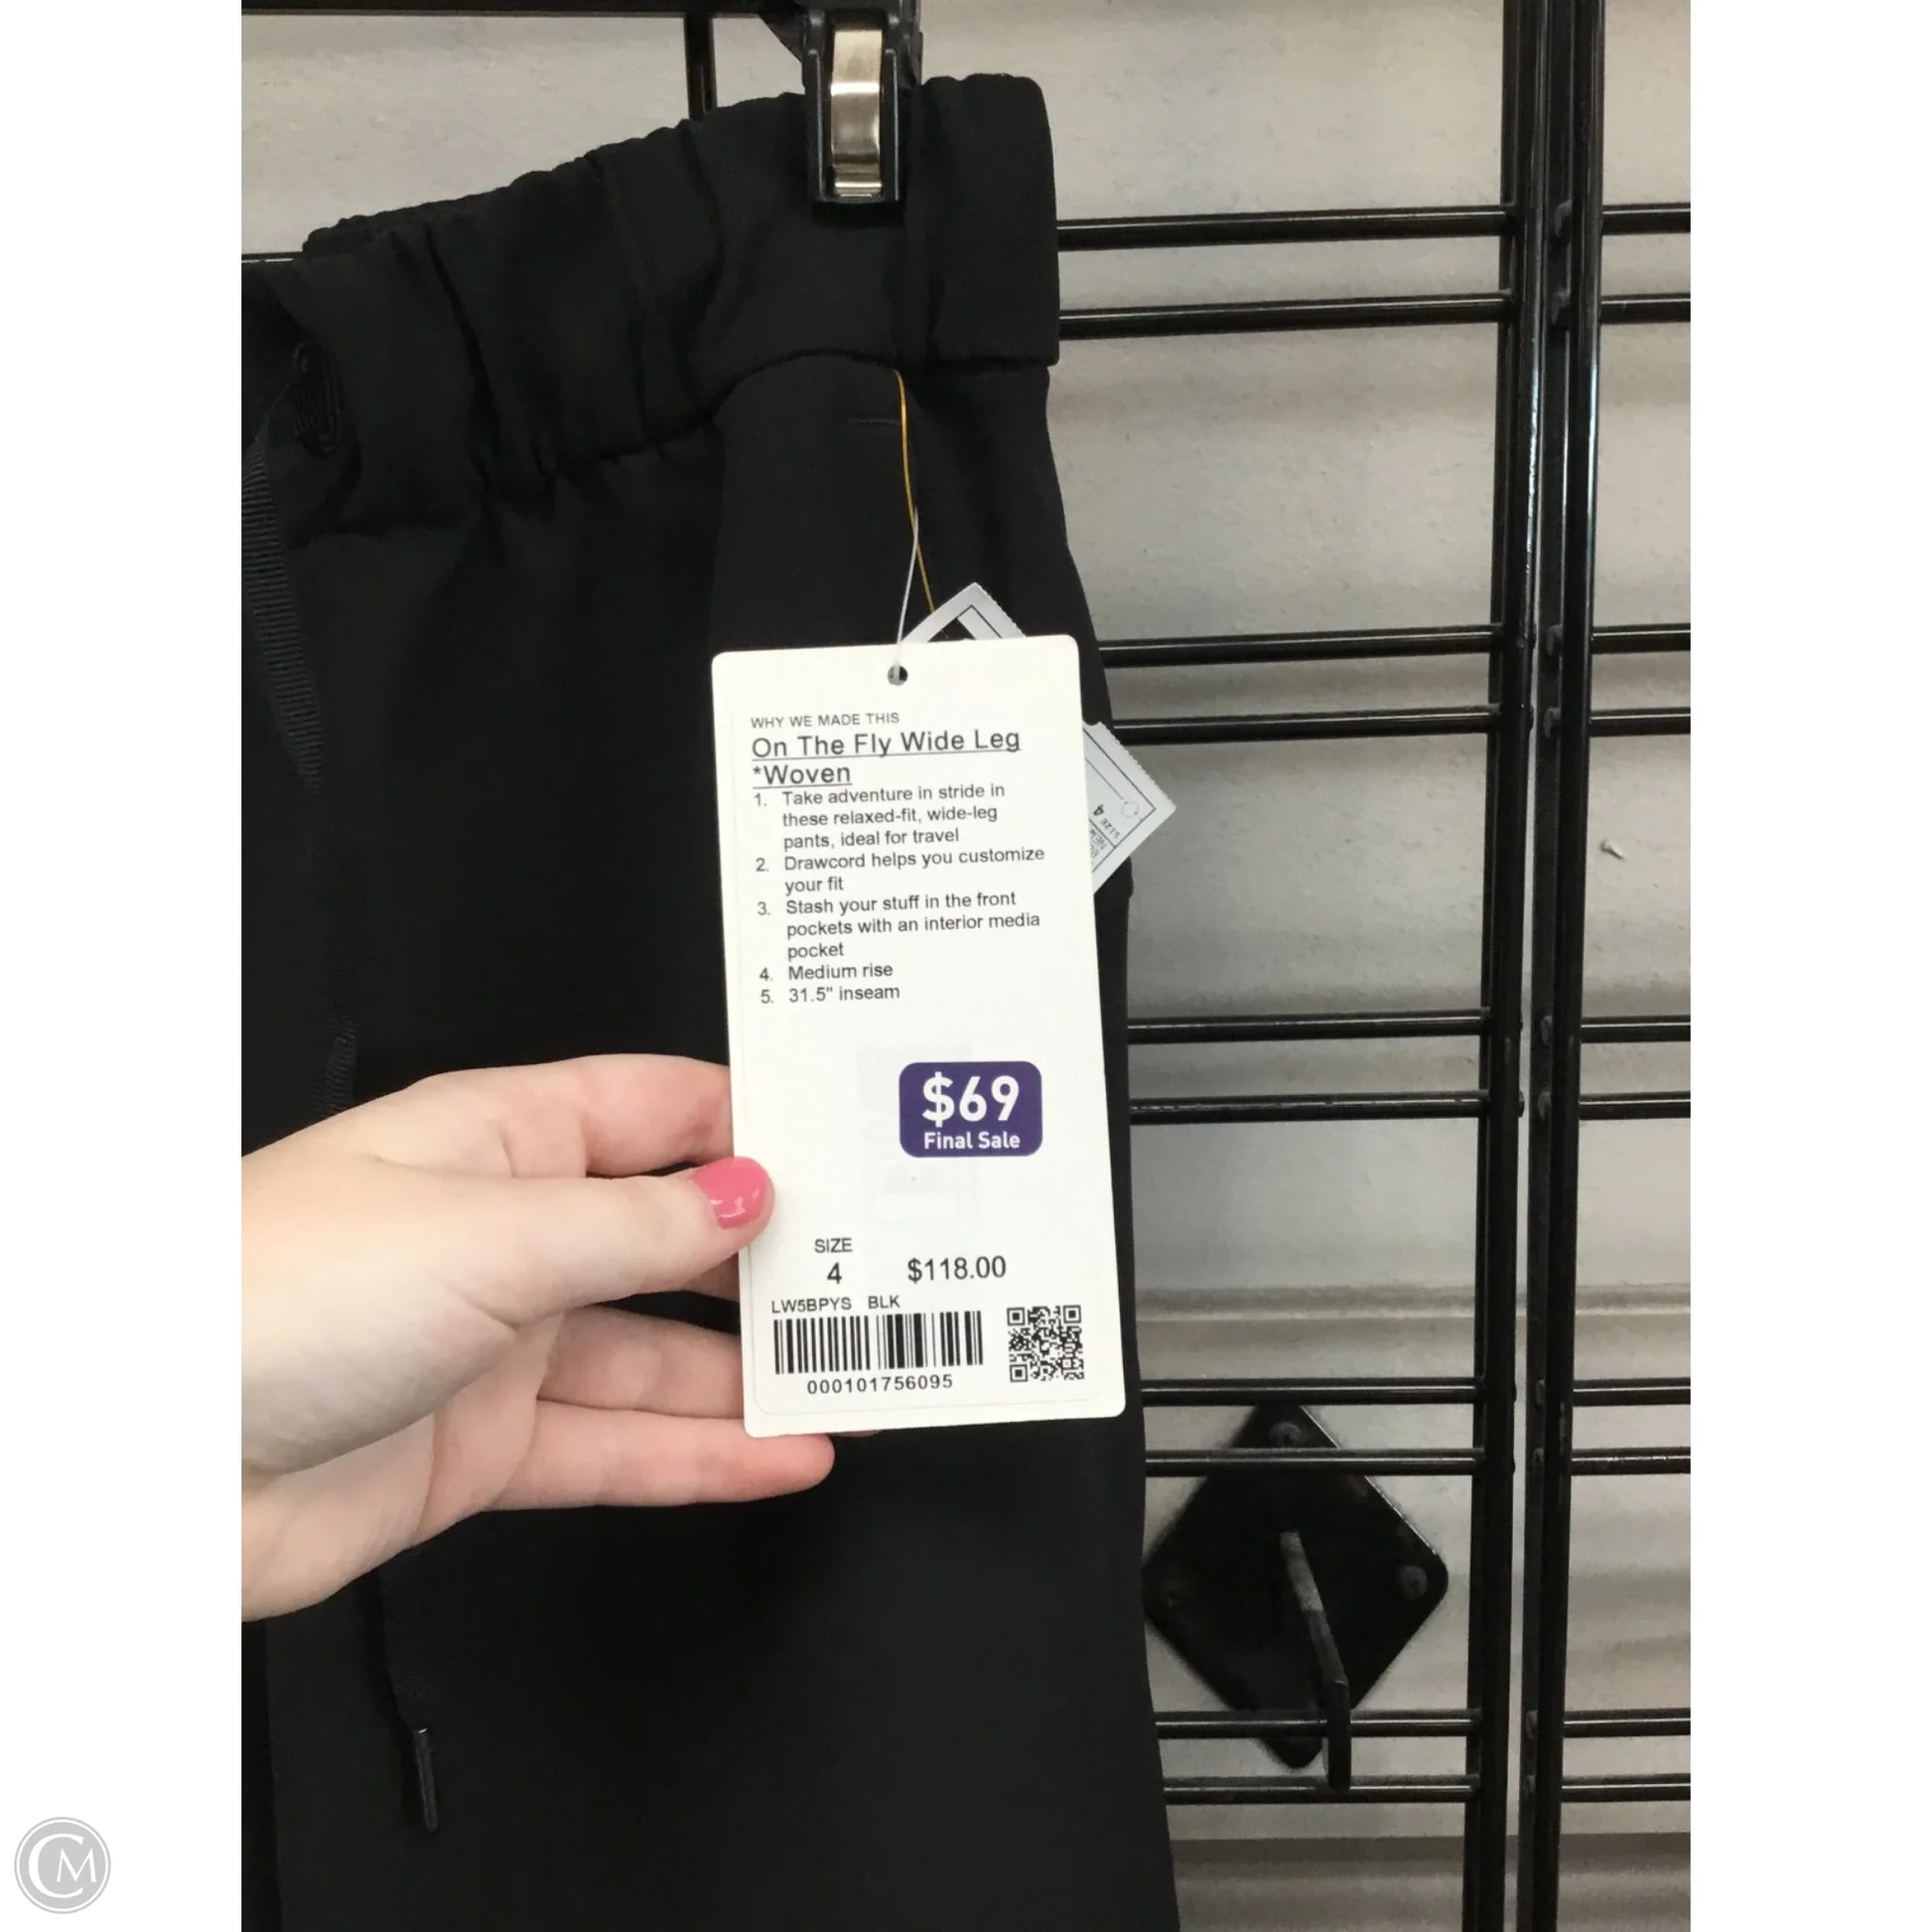 WHY WE MADE THIS
On The Fly Wide Leg
*Woven
1. Take adventure in stride in
these relaxed-fit, wide-leg
pants, ideal for travel
2. Drawcord helps you customize
your fit
3. Stash your stuff in the front
pockets with an interior media
pocket
4. Medium rise
5. 31.5" inseam
$69
Final Sale
SIZE
4 $118.00
LW5BPYS BLK
000101756095
SIZE 4
CM